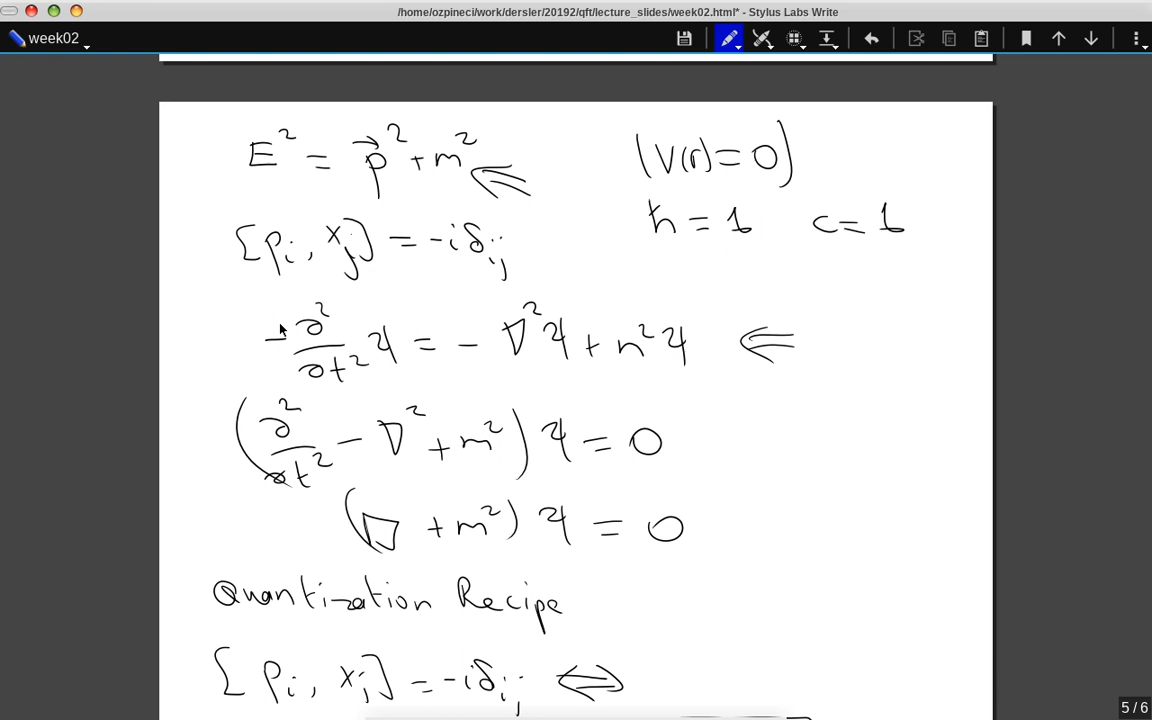 /home/ozpineci/work/dersler/20192/qft/lecture_slides/week02.html* - Stylus Labs Write
week02
E² = p⃗² + m² ⇐ (V(r) = 0)
[pᵢ, xⱼ] = -iδᵢⱼ ħ = 1 c = 1
-∂²/∂t² Ψ = - ∇²Ψ + m²Ψ ⇐
(∂²/∂t² - ∇² + m²) Ψ = 0
(□ + m²) Ψ = 0
Quantization Recipe
[pᵢ, xⱼ] = -iδᵢⱼ ⇔
5 / 6